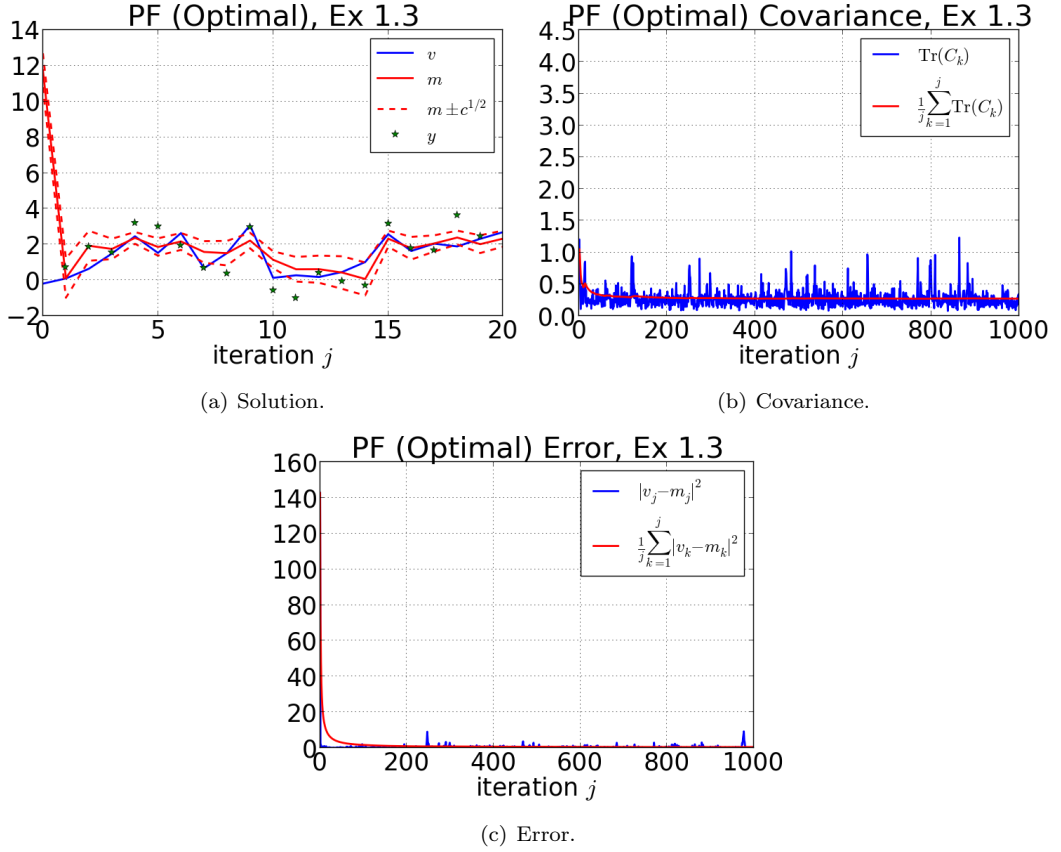 PF (Optimal), Ex 1.3
14
12
10
8
6
4
2
0
−2
v
m
m ± c^{1/2}
y
0 5 10 15 20
iteration j
(a) Solution.
PF (Optimal) Covariance, Ex 1.3
4.5
4.0
3.5
3.0
2.5
2.0
1.5
1.0
0.5
0.0
Tr(C_k)
\frac{1}{j}\sum_{k=1}^{j} Tr(C_k)
0 200 400 600 800 1000
iteration j
(b) Covariance.
PF (Optimal) Error, Ex 1.3
160
140
120
100
80
60
40
20
0
|v_j−m_j|^2
\frac{1}{j}\sum_{k=1}^{j} |v_k−m_k|^2
0 200 400 600 800 1000
iteration j
(c) Error.